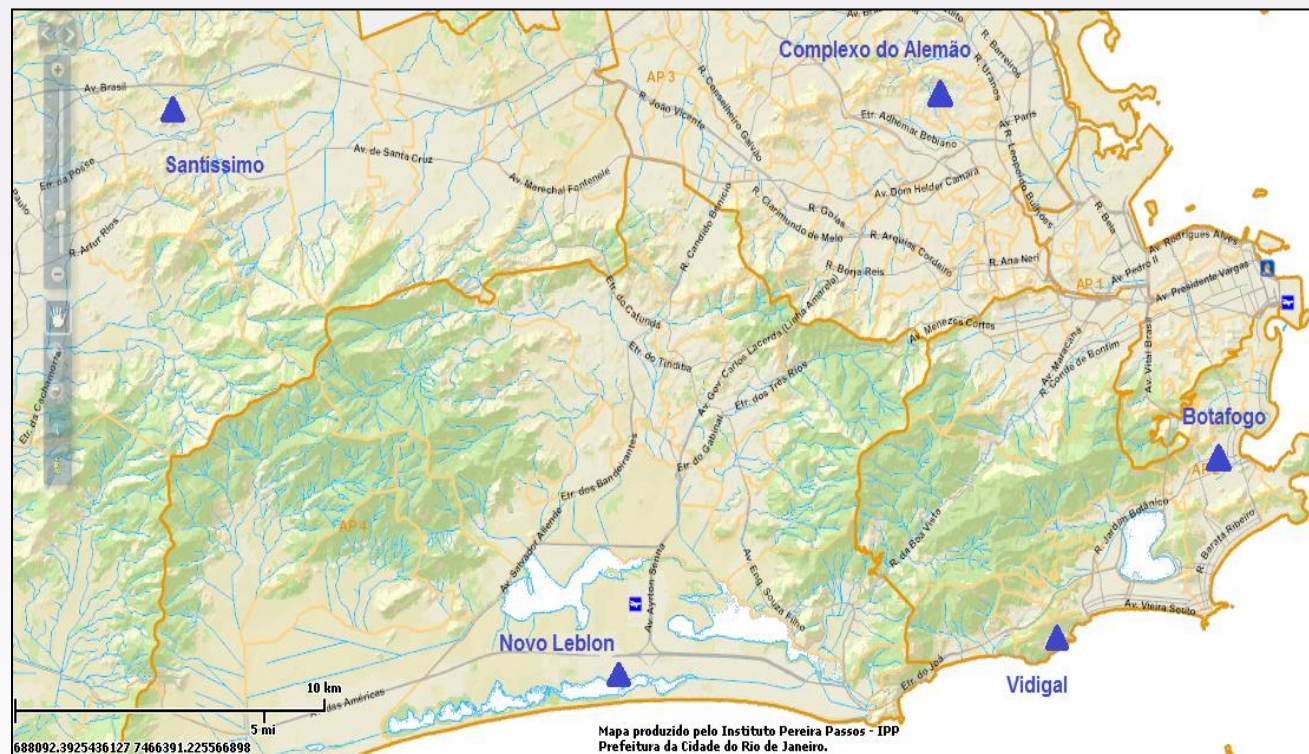 Complexo do Alemão
Av. Brasil
Santíssimo
Estr. da Posse
Paulo
R. Artur Rios
Av. de Santa Cruz
Av. Marechal Fontenele
AP 3
R. João Vicente
R. Conselheiro Galvão
R. Uranos
R. Barreiros
Etr. Adhemar Bebiano
Av. Paris
R. Leopoldo Bulhões
Av. Dom Helder Camara
R. Bela
R. Candido Benicio
R. Clarimundo de Melo
R. Goiás
R. Arquias Cordeiro
R. Borja Reis
R. Ana Neri
Av. Rodrigues Alves
Av. Pedro II
AP 1
Av. Presidente Vargas
Etr. do Catunda
Av. Menezes Cortes
Av. Maracanã
R. Conde de Bonfim
Av. Vital Brasil
Etr. do Tindiba
Av. Gov. Carlos Lacerda (Linha Amarela)
Etr. dos Três Rios
Etr. da Cachamorra
Botafogo
Etr. do Gabinal
Etr. dos Bandeirantes
AP 4
Av. Salvador Allende
R. da Boa Vista
R. Jardim Botânico
R. Barata Ribeiro
Av. Ayrton Senna
Av. Eng. Souza Filho
Av. Vieira Souto
Novo Leblon
Etr. do Joá
Vidigal
10 km
Av. das Américas
5 mi
688092.3925436127 7466391.225566898
Mapa produzido pelo Instituto Pereira Passos - IPP
Prefeitura da Cidade do Rio de Janeiro.